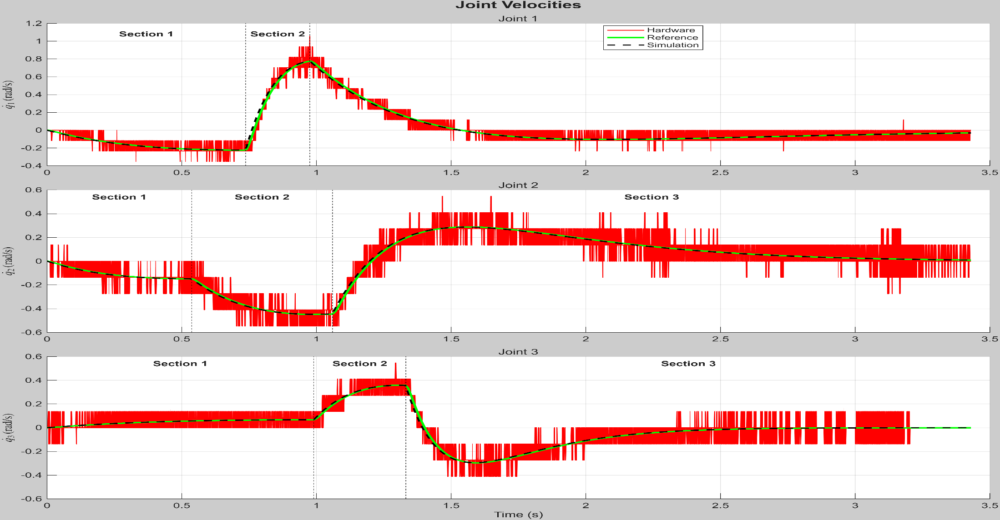 Joint Velocities
Joint 1
1.2
1
0.8
0.6
0.4
0.2
0
-0.2
-0.4
q̇1 (rad/s)
Section 1
Section 2
Hardware
Reference
Simulation
0 0.5 1 1.5 2 2.5 3 3.5
Joint 2
0.6
0.4
0.2
0
-0.2
-0.4
-0.6
q̇2 (rad/s)
Section 1
Section 2
Section 3
0 0.5 1 1.5 2 2.5 3 3.5
Joint 3
0.6
0.4
0.2
0
-0.2
-0.4
-0.6
q̇3 (rad/s)
Section 1
Section 2
Section 3
0 0.5 1 1.5 2 2.5 3 3.5
Time (s)